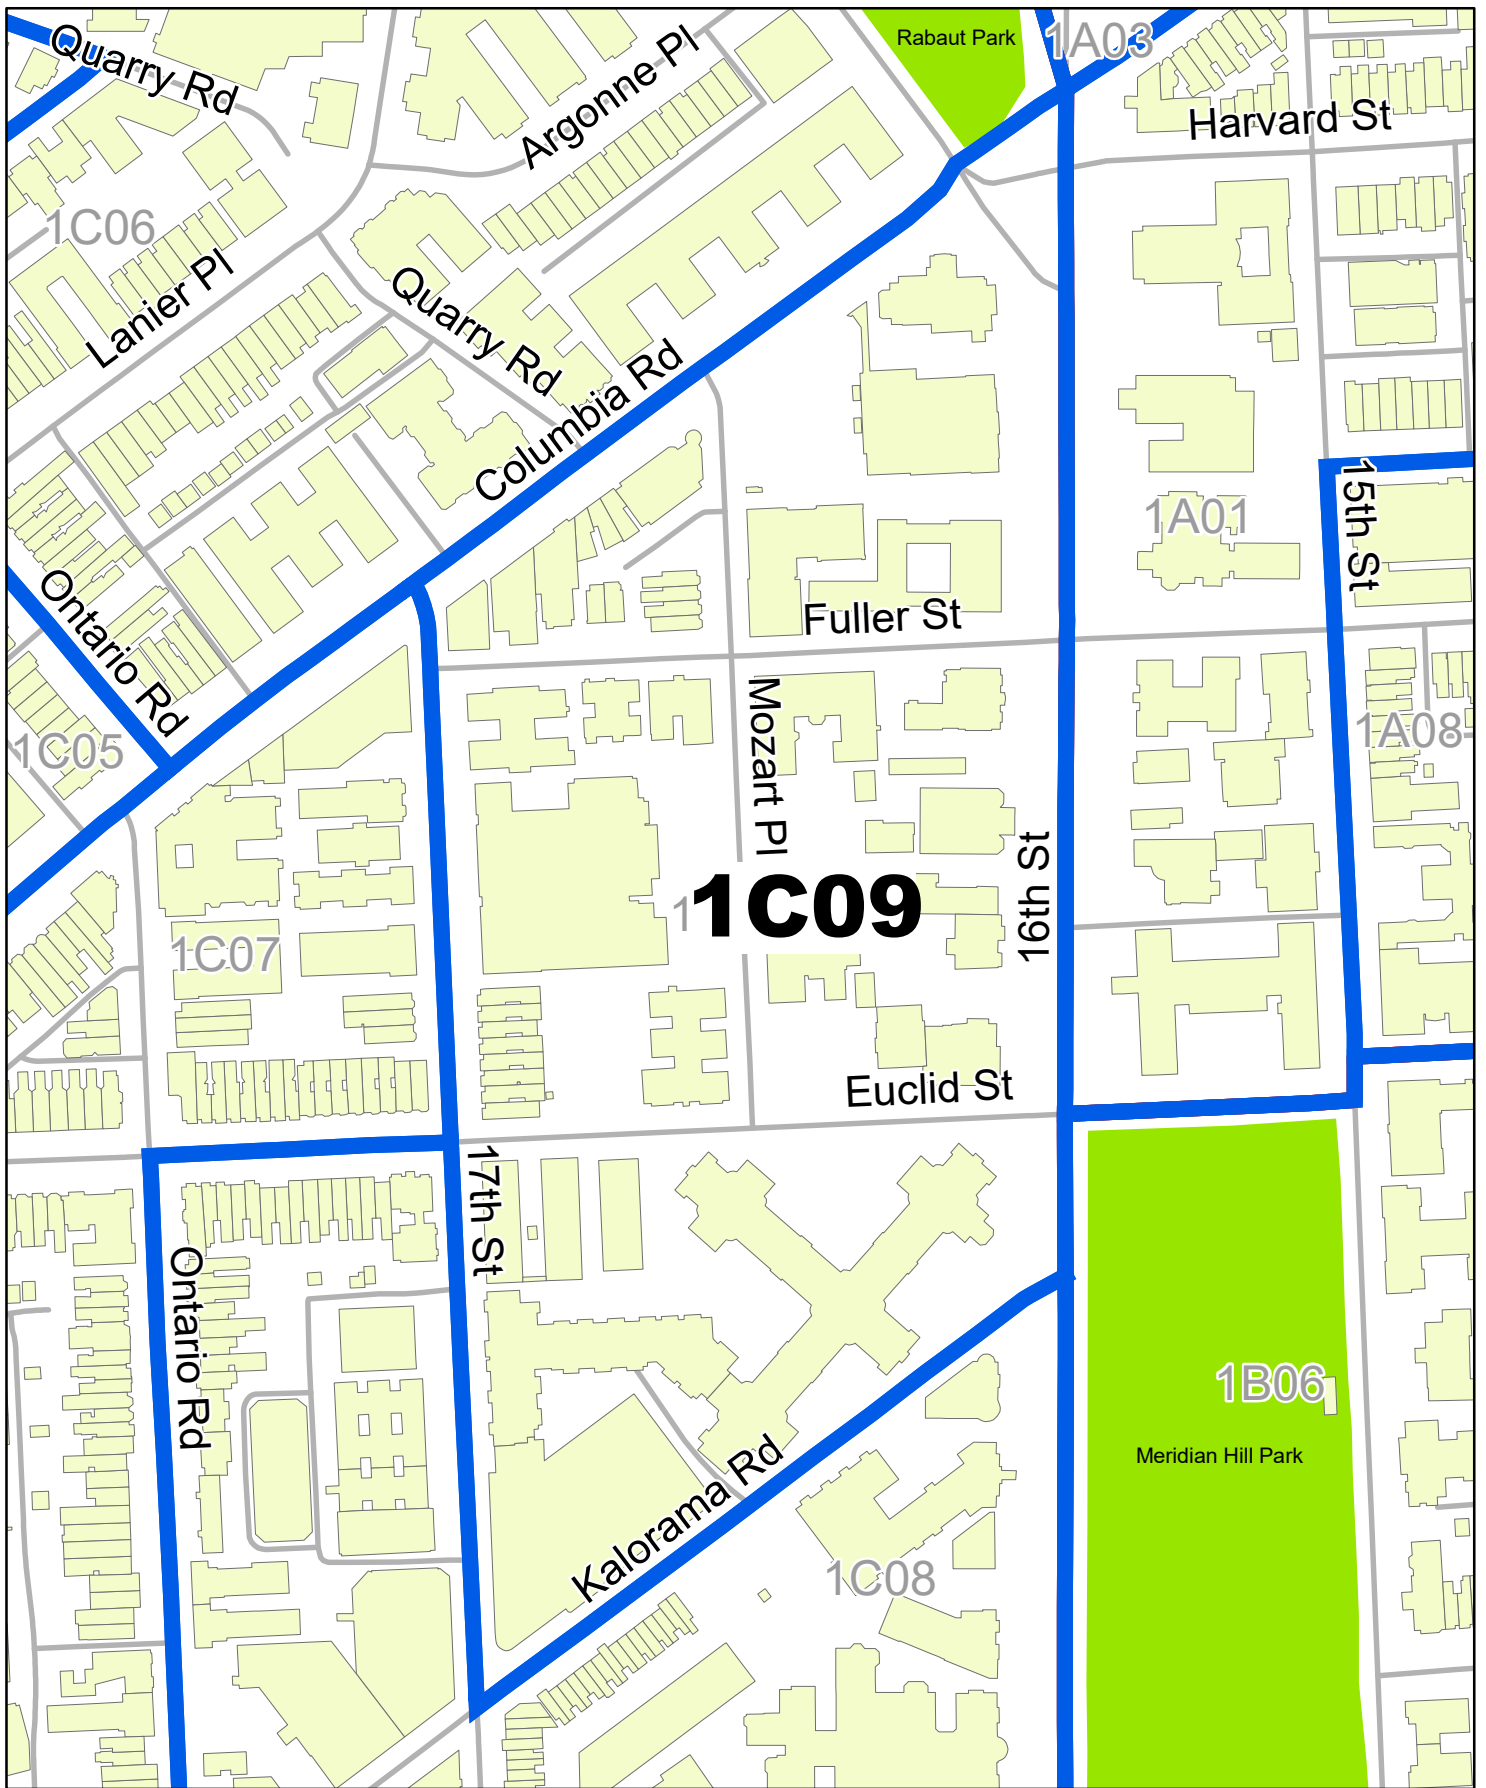 Rabaut Park
1A03
Quarry Rd
Argonne Pl
Harvard St
1C06
Lanier Pl
Quarry Rd
Columbia Rd
15th St
1A01
Ontario Rd
Fuller St
1C05
Mozart Pl
1A08
16th St
1
1C09
1C07
Euclid St
17th St
Ontario Rd
1B06
Meridian Hill Park
Kalorama Rd
1C08